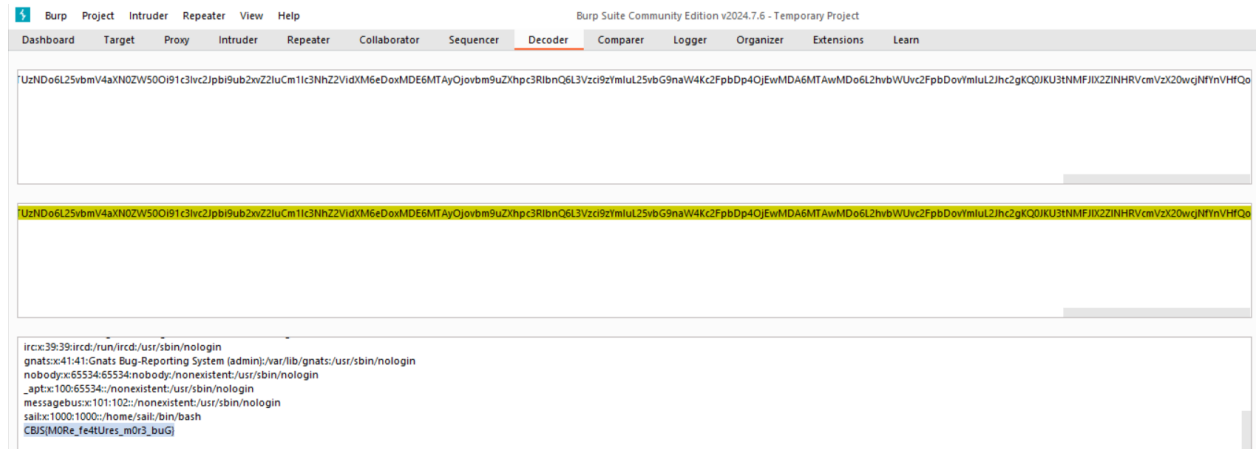 Burp Project Intruder Repeater View Help Burp Suite Community Edition v2024.7.6 - Temporary Project
Dashboard Target Proxy Intruder Repeater Collaborator Sequencer Decoder Comparer Logger Organizer Extensions Learn
irc:x:39:39:ircd:/run/ircd:/usr/sbin/nologin
gnats:x:41:41:Gnats Bug-Reporting System (admin):/var/lib/gnats:/usr/sbin/nologin
nobody:x:65534:65534:nobody:/nonexistent:/usr/sbin/nologin
_apt:x:100:65534::/nonexistent:/usr/sbin/nologin
messagebus:x:101:102::/nonexistent:/usr/sbin/nologin
sail:x:1000:1000::/home/sail:/bin/bash
CBJS{M0Re_fe4tUres_m0r3_buG}